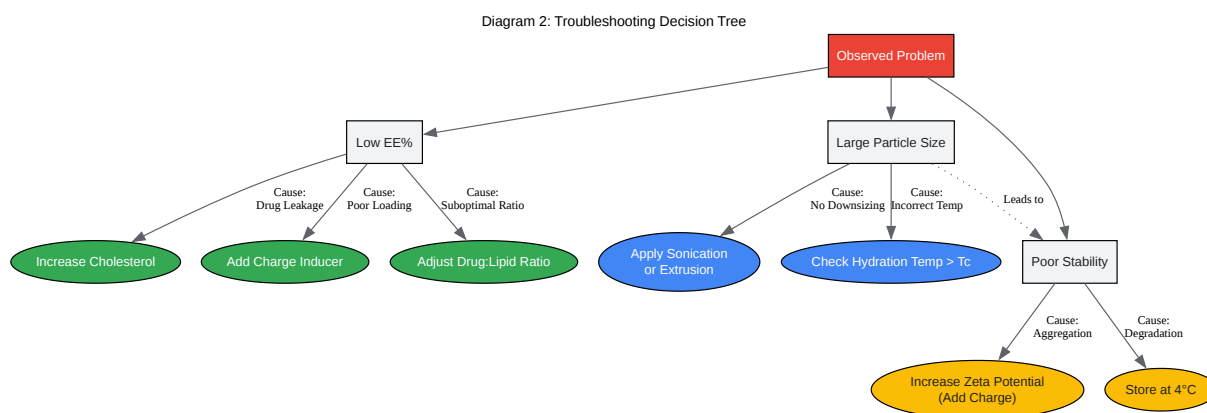 Diagram 2: Troubleshooting Decision Tree
Observed Problem
Low EE%
Large Particle Size
Cause:
Drug Leakage
Cause:
Poor Loading
Cause:
Suboptimal Ratio
Cause:
No Downsizing
Cause:
Incorrect Temp
Leads to
Increase Cholesterol
Add Charge Inducer
Adjust Drug:Lipid Ratio
Apply Sonication
or Extrusion
Check Hydration Temp > Tc
Poor Stability
Cause:
Aggregation
Cause:
Degradation
Increase Zeta Potential
(Add Charge)
Store at 4°C